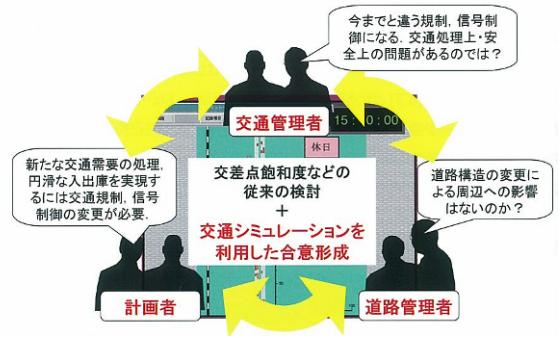 今までと違う規制，信号制
御になる．交通処理上・安
全上の問題があるのでは？
交通管理者
15:10:00
休日
新たな交通需要の処理，
円滑な入出庫を実現す
るには交通規制，信号
制御の変更が必要．
交差点飽和度などの
従来の検討
＋
交通シミュレーションを
利用した合意形成
道路構造の変更に
よる周辺への影響
はないのか？
計画者
道路管理者